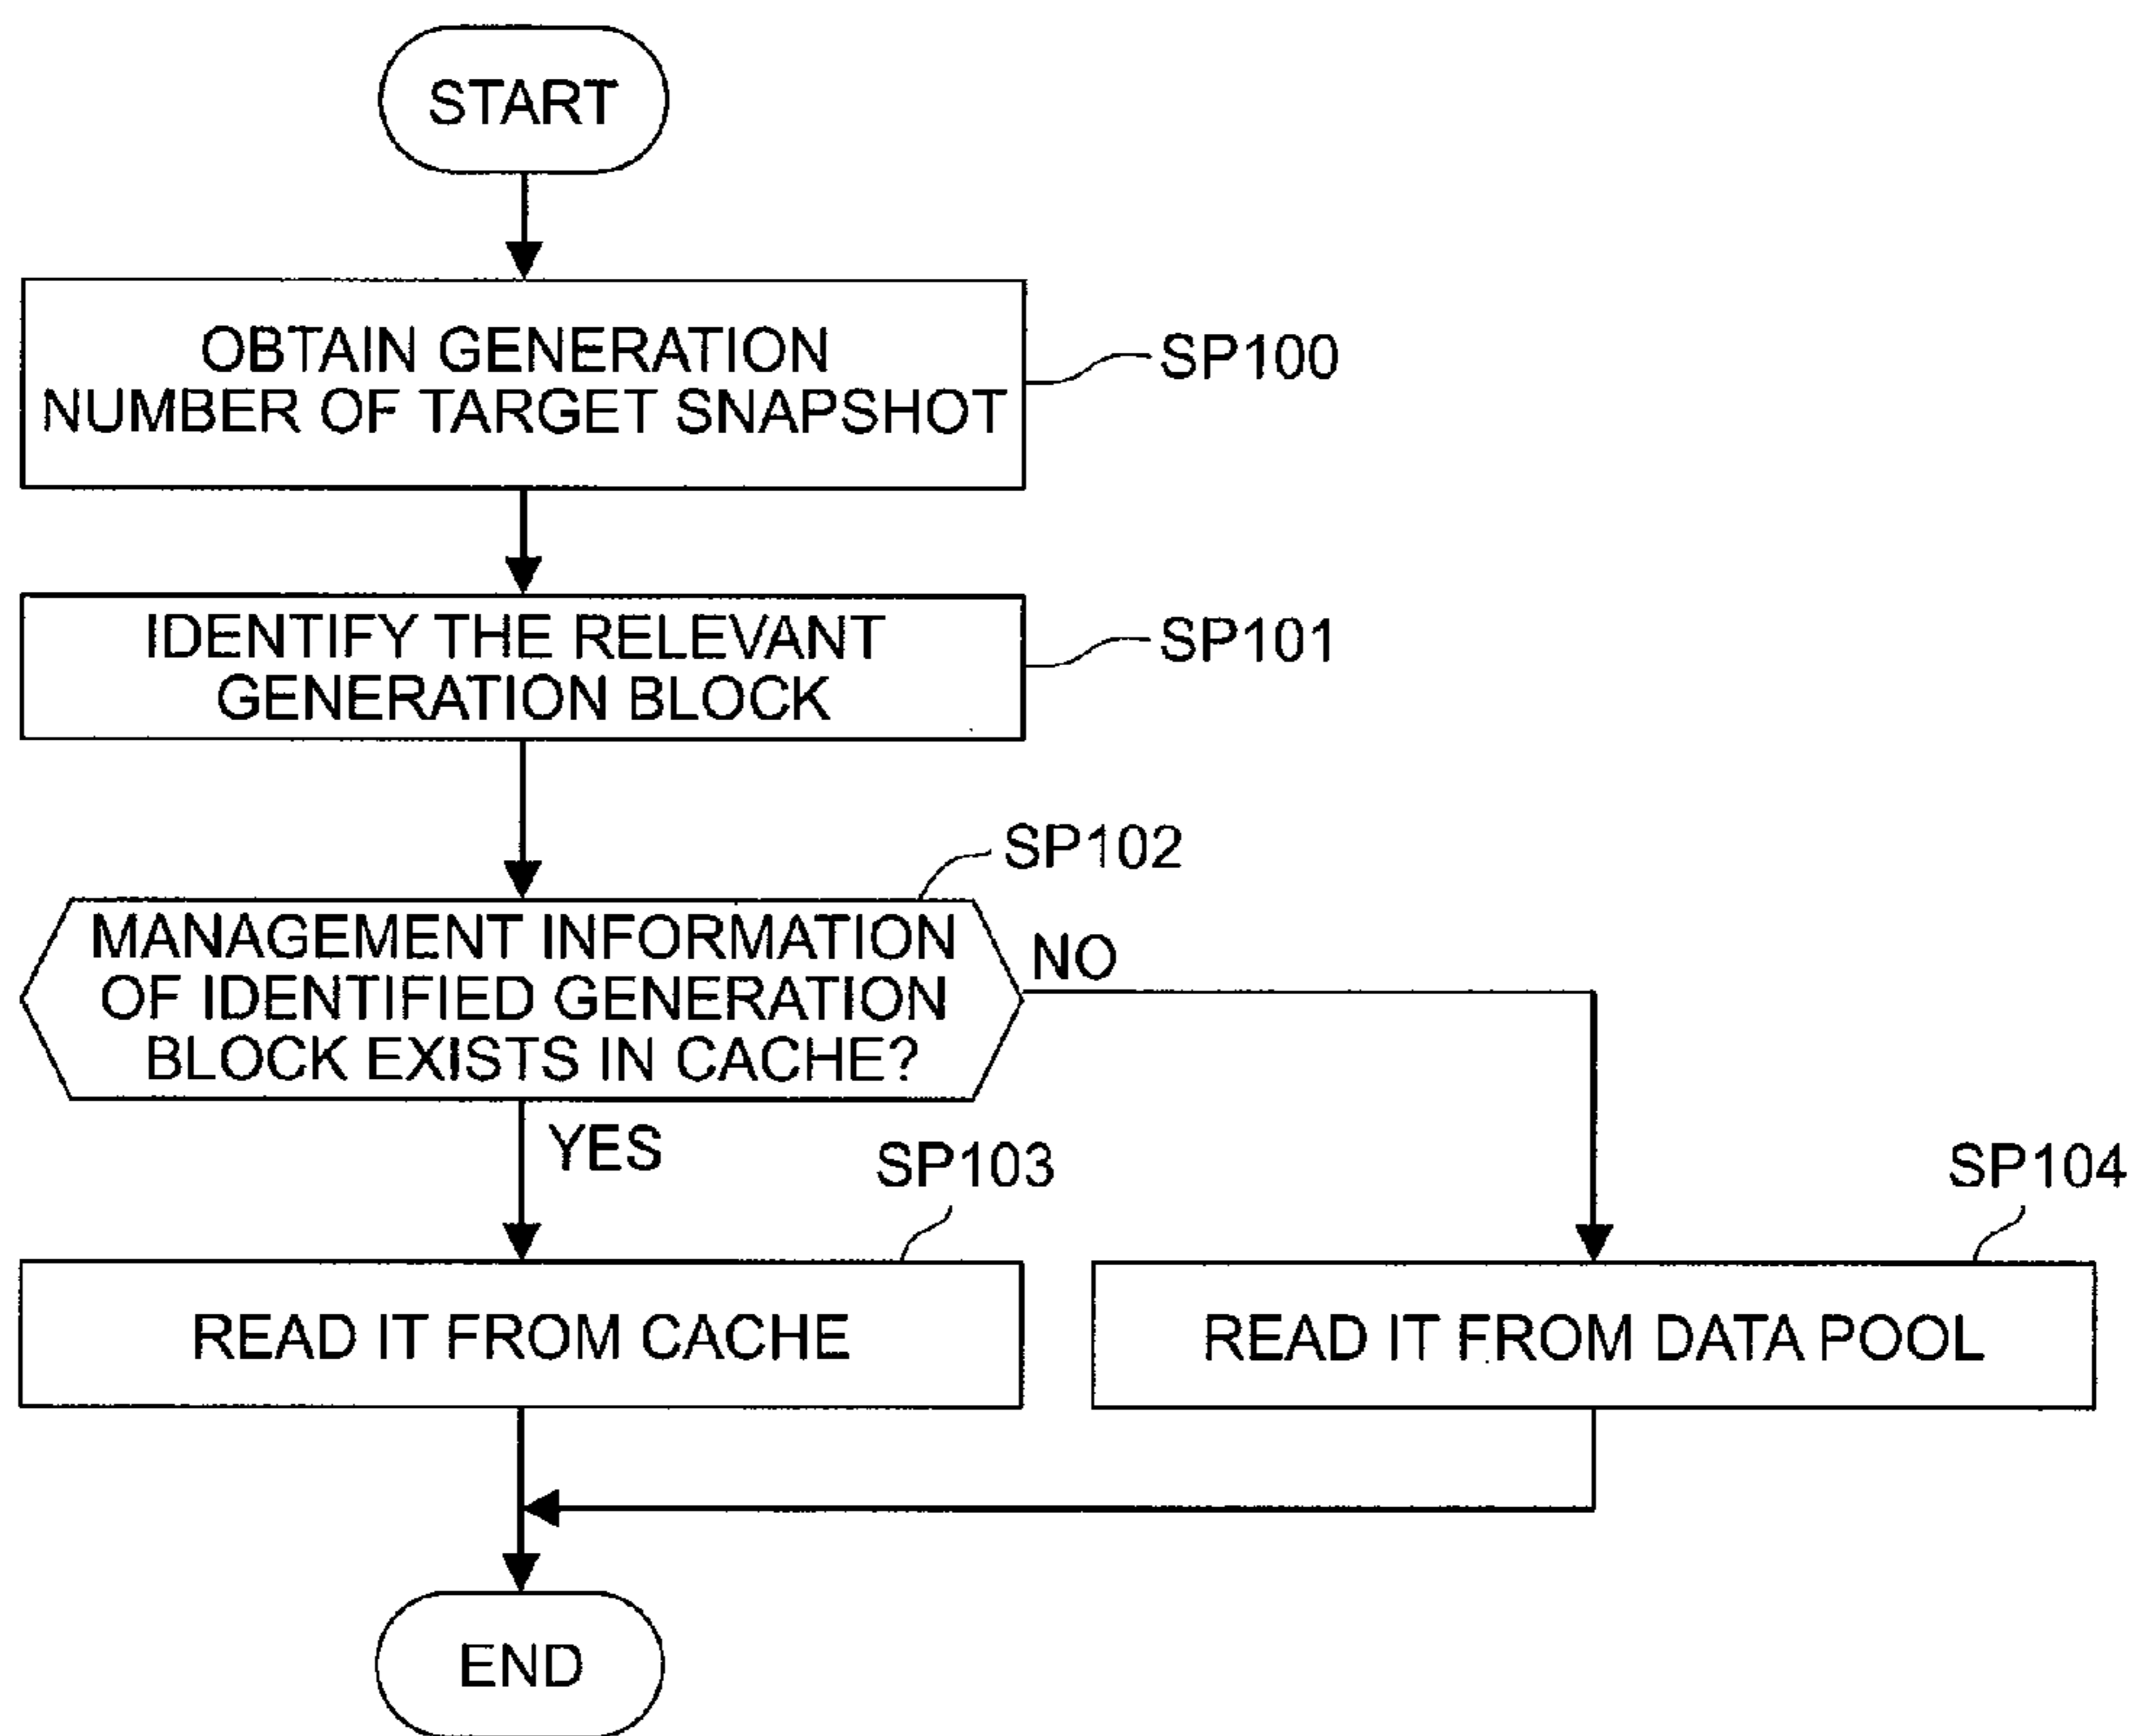 START
OBTAIN GENERATION
NUMBER OF TARGET SNAPSHOT
SP100
IDENTIFY THE RELEVANT
GENERATION BLOCK
SP101
SP102
MANAGEMENT INFORMATION
OF IDENTIFIED GENERATION
BLOCK EXISTS IN CACHE?
NO
YES
SP103
SP104
READ IT FROM CACHE
READ IT FROM DATA POOL
END